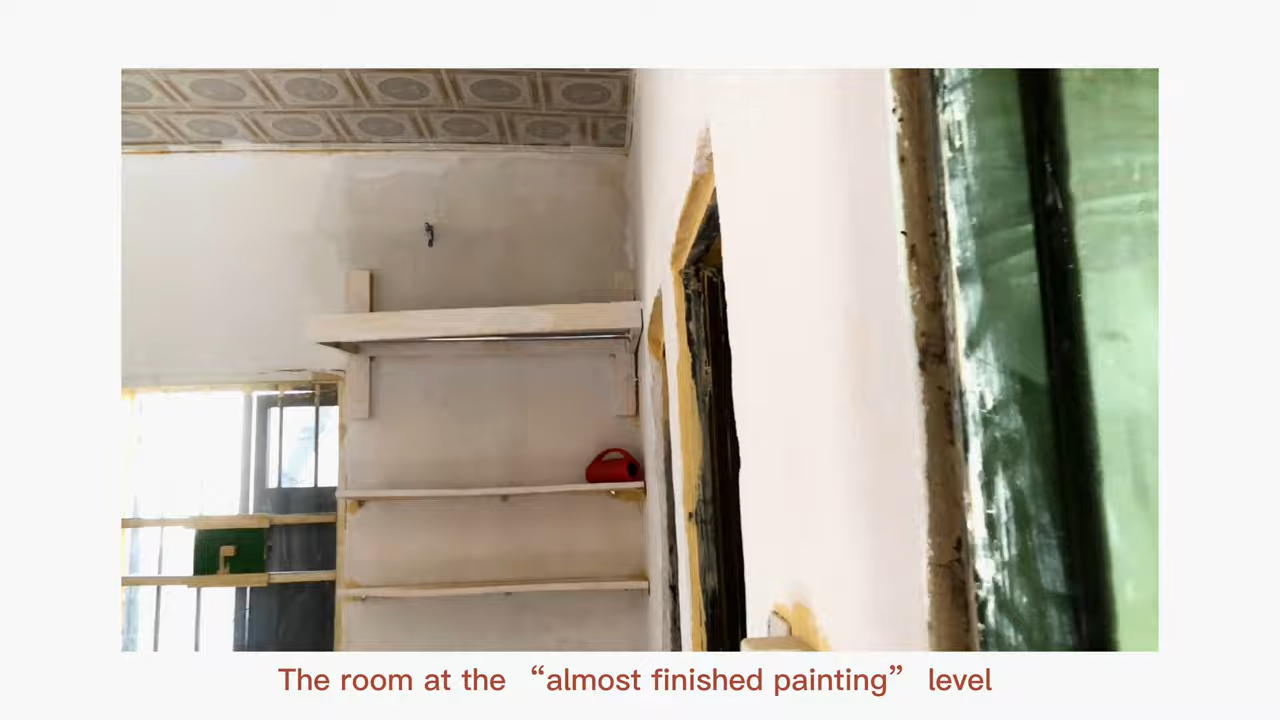 The room at the “almost finished painting” level